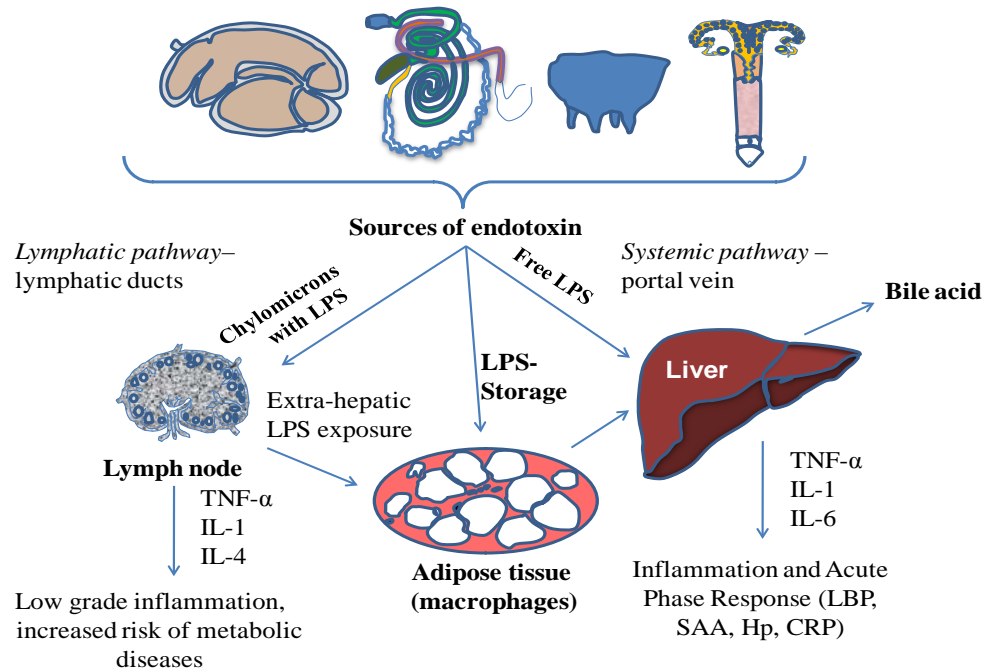 Sources of endotoxin
Lymphatic pathway–
lymphatic ducts
Systemic pathway –
portal vein
Chylomicrons
with LPS
Free LPS
Bile acid
LPS-
Storage
Liver
Extra-hepatic
LPS exposure
Lymph node
TNF-α
IL-1
IL-4
TNF-α
IL-1
IL-6
Adipose tissue
(macrophages)
Low grade inflammation,
increased risk of metabolic
diseases
Inflammation and Acute
Phase Response (LBP,
SAA, Hp, CRP)